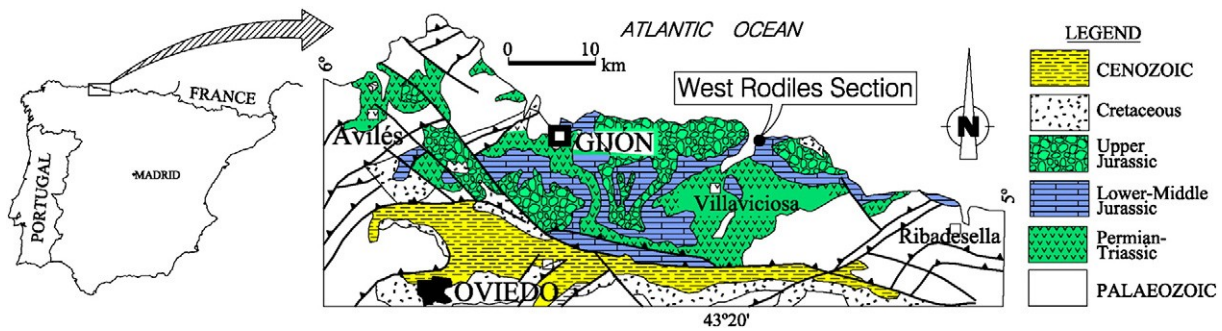 ATLANTIC OCEAN
0 10
km
6°
FRANCE
PORTUGAL
MADRID
Avilés
GIJÓN
West Rodiles Section
Villaviciosa
Ribadesella
5°
OVIEDO
43°20'
N
LEGEND
CENOZOIC
Cretaceous
Upper
Jurassic
Lower-Middle
Jurassic
Permian-
Triassic
PALAEOZOIC